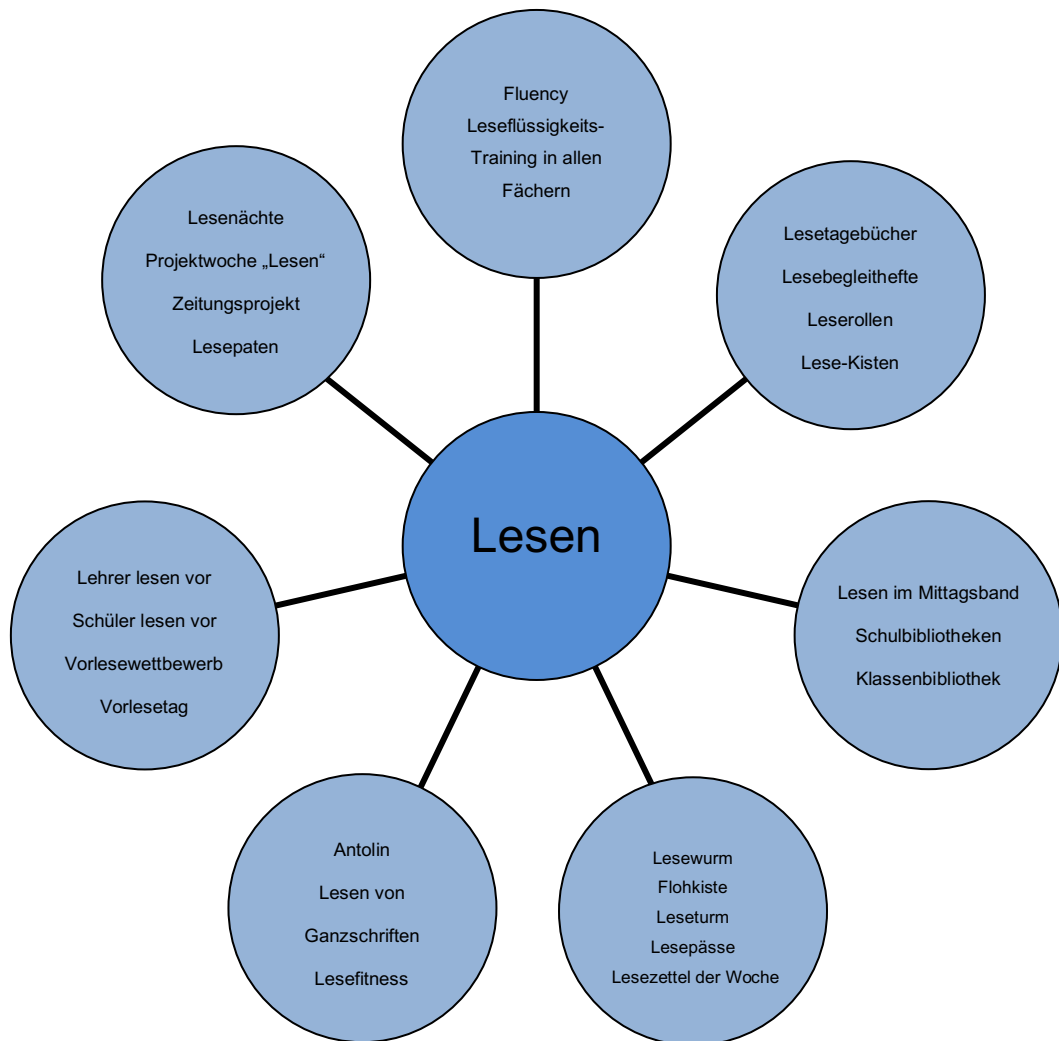 Fluency
Leseflüssigkeits-
Training in allen
Fächern
Lesenächte
Projektwoche „Lesen“
Zeitungsprojekt
Lesepaten
Lesetagebücher
Lesebegleithefte
Leserollen
Lese-Kisten
Lesen
Lehrer lesen vor
Schüler lesen vor
Vorlesewettbewerb
Vorlesetag
Lesen im Mittagsband
Schulbibliotheken
Klassenbibliothek
Antolin
Lesen von
Ganzschriften
Lesefitness
Lesewurm
Flohkiste
Leseturm
Lesepässe
Lesezettel der Woche